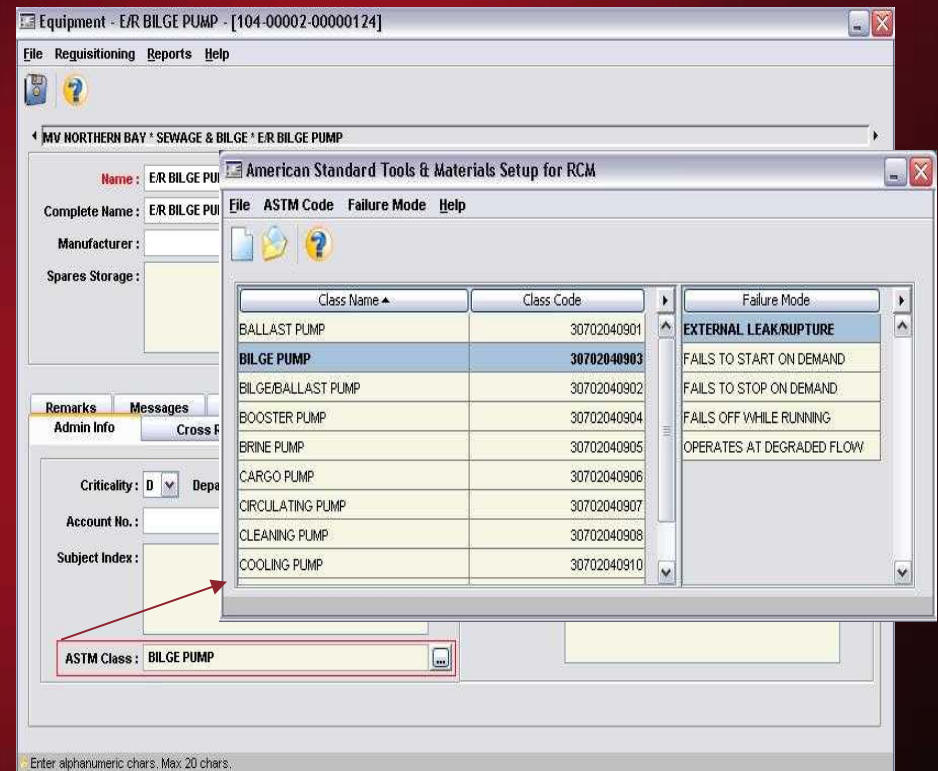 Equipment - E/R BILGE PUMP - [104-00002-00000124]
File Requisitioning Reports Help
MV NORTHERN BAY * SEWAGE & BILGE * E/R BILGE PUMP
Name : E/R BILGE
Complete Name : E/R BILGE
Manufacturer :
Spares Storage :
Remarks Messages
Admin Info Cross
Criticality : D
Account No. :
Subject Index :
ASTM Class : BILGE PUMP ...
Enter alphanumeric chars. Max 20 chars.
American Standard Tools & Materials Setup for RCM
File ASTM Code Failure Mode Help
Class Name Class Code Failure Mode
BALLAST PUMP 30702040901 EXTERNAL LEAK/RUPTURE
BILGE PUMP 30702040903 FAILS TO START ON DEMAND
BILGE/BALLAST PUMP 30702040902 FAILS TO STOP ON DEMAND
BOOSTER PUMP 30702040904 FAILS OFF WHILE RUNNING
BRINE PUMP 30702040905 OPERATES AT DEGRADED FLOW
CARGO PUMP 30702040906
CIRCULATING PUMP 30702040907
CLEANING PUMP 30702040908
COOLING PUMP 30702040910